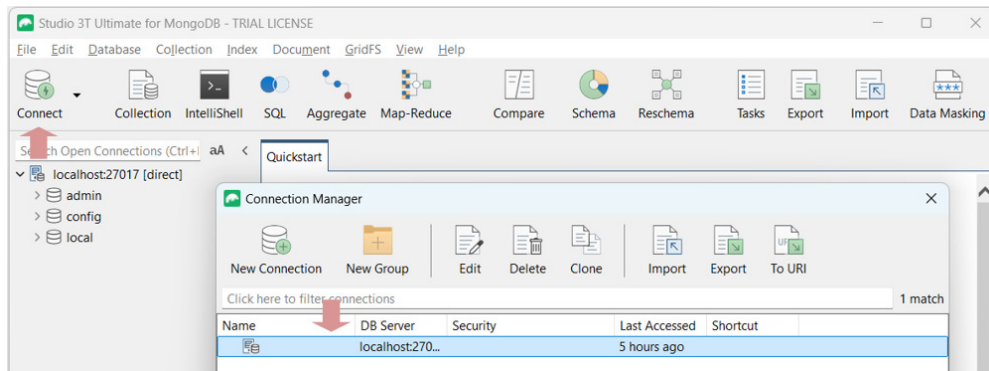 Studio 3T Ultimate for MongoDB - TRIAL LICENSE
File Edit Database Collection Index Document GridFS View Help
Connect Collection IntelliShell SQL Aggregate Map-Reduce Compare Schema Reschema Tasks Export Import Data Masking
Open Connections (Ctrl+ aA Quickstart
localhost:27017 [direct]
admin
config
local
Connection Manager
New Connection New Group Edit Delete Clone Import Export To URI
Click here to filter connections 1 match
Name DB Server Security Last Accessed Shortcut
localhost:270... 5 hours ago